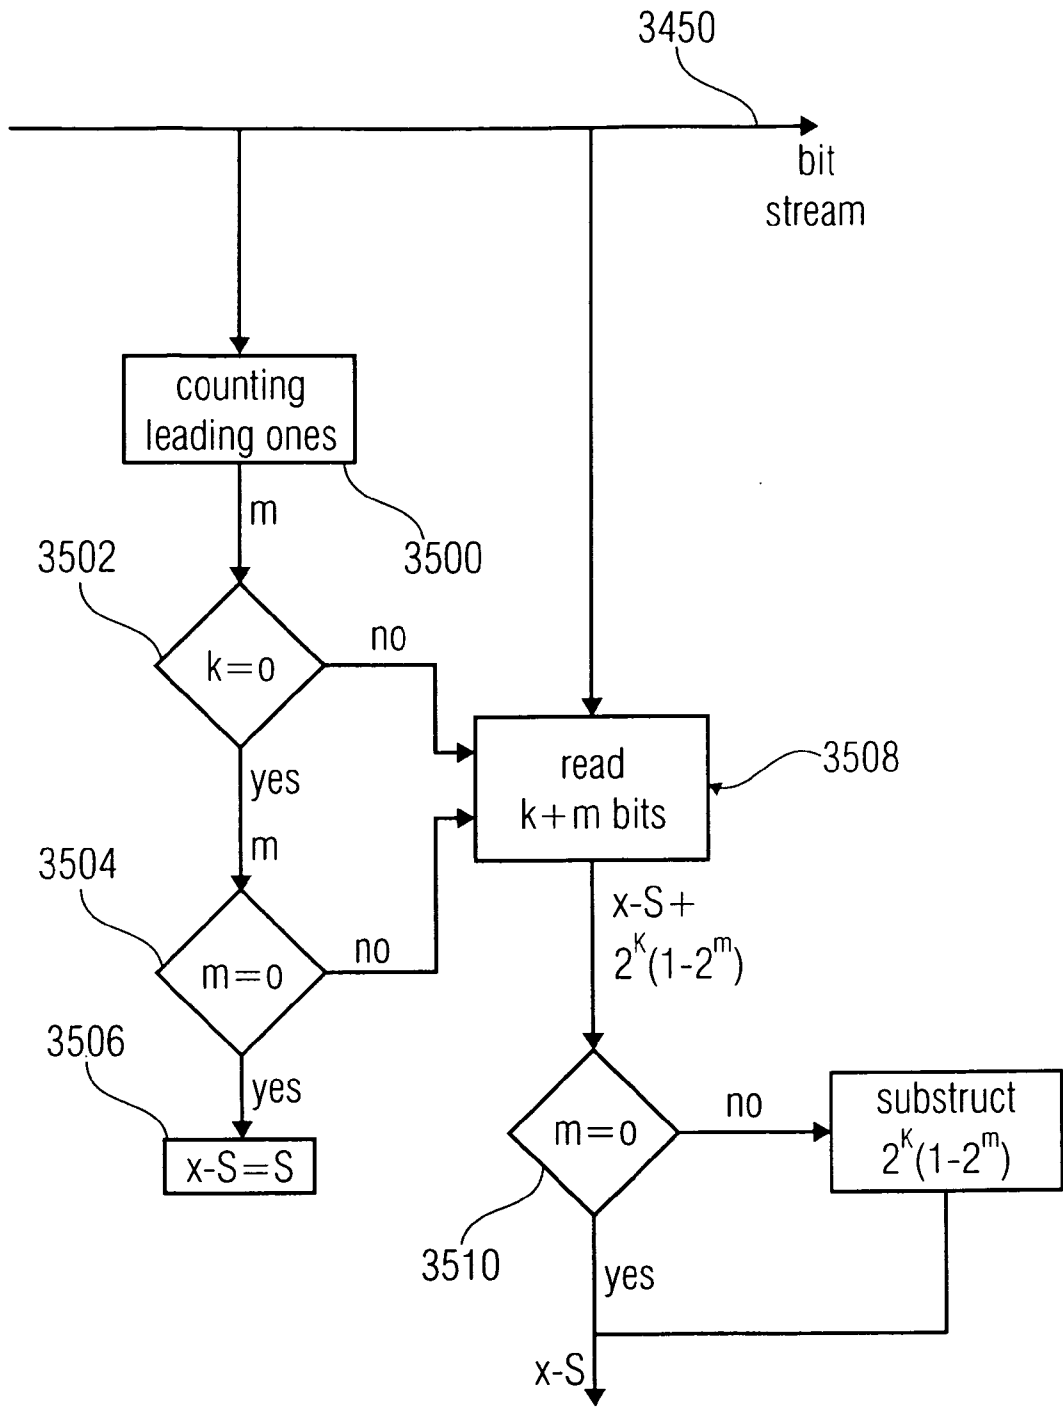 3450
bit
stream
counting
leading ones
m
3500
3502
k=o
no
yes
m
read
k+m bits
3508
3504
m=o
no
x-S+
2^K(1-2^m)
3506
yes
x-S=S
m=o
no
substruct
2^K(1-2^m)
3510
yes
x-S